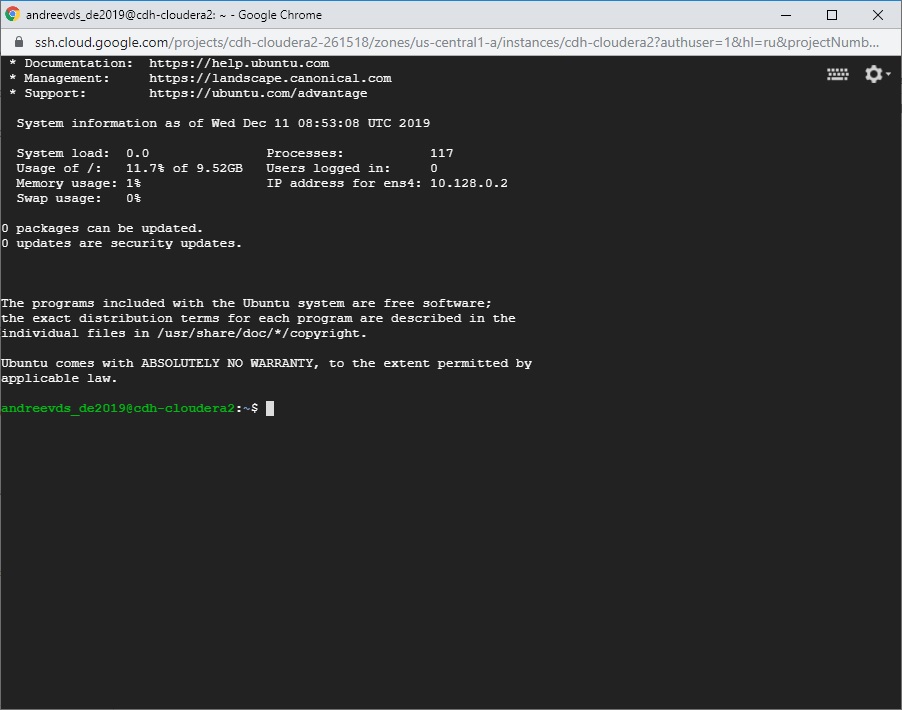 andreevds_de2019@cdh-cloudera2: ~ - Google Chrome
ssh.cloud.google.com/projects/cdh-cloudera2-261518/zones/us-central1-a/instances/cdh-cloudera2?authuser=1&hl=ru&projectNumb...
* Documentation:  https://help.ubuntu.com
* Management:     https://landscape.canonical.com
* Support:        https://ubuntu.com/advantage
System information as of Wed Dec 11 08:53:08 UTC 2019
System load:  0.0                Processes:           117
Usage of /:   11.7% of 9.52GB   Users logged in:     0
Memory usage: 1%                IP address for ens4: 10.128.0.2
Swap usage:   0%
0 packages can be updated.
0 updates are security updates.
The programs included with the Ubuntu system are free software;
the exact distribution terms for each program are described in the
individual files in /usr/share/doc/*/copyright.
Ubuntu comes with ABSOLUTELY NO WARRANTY, to the extent permitted by
applicable law.
andreevds_de2019@cdh-cloudera2:~$